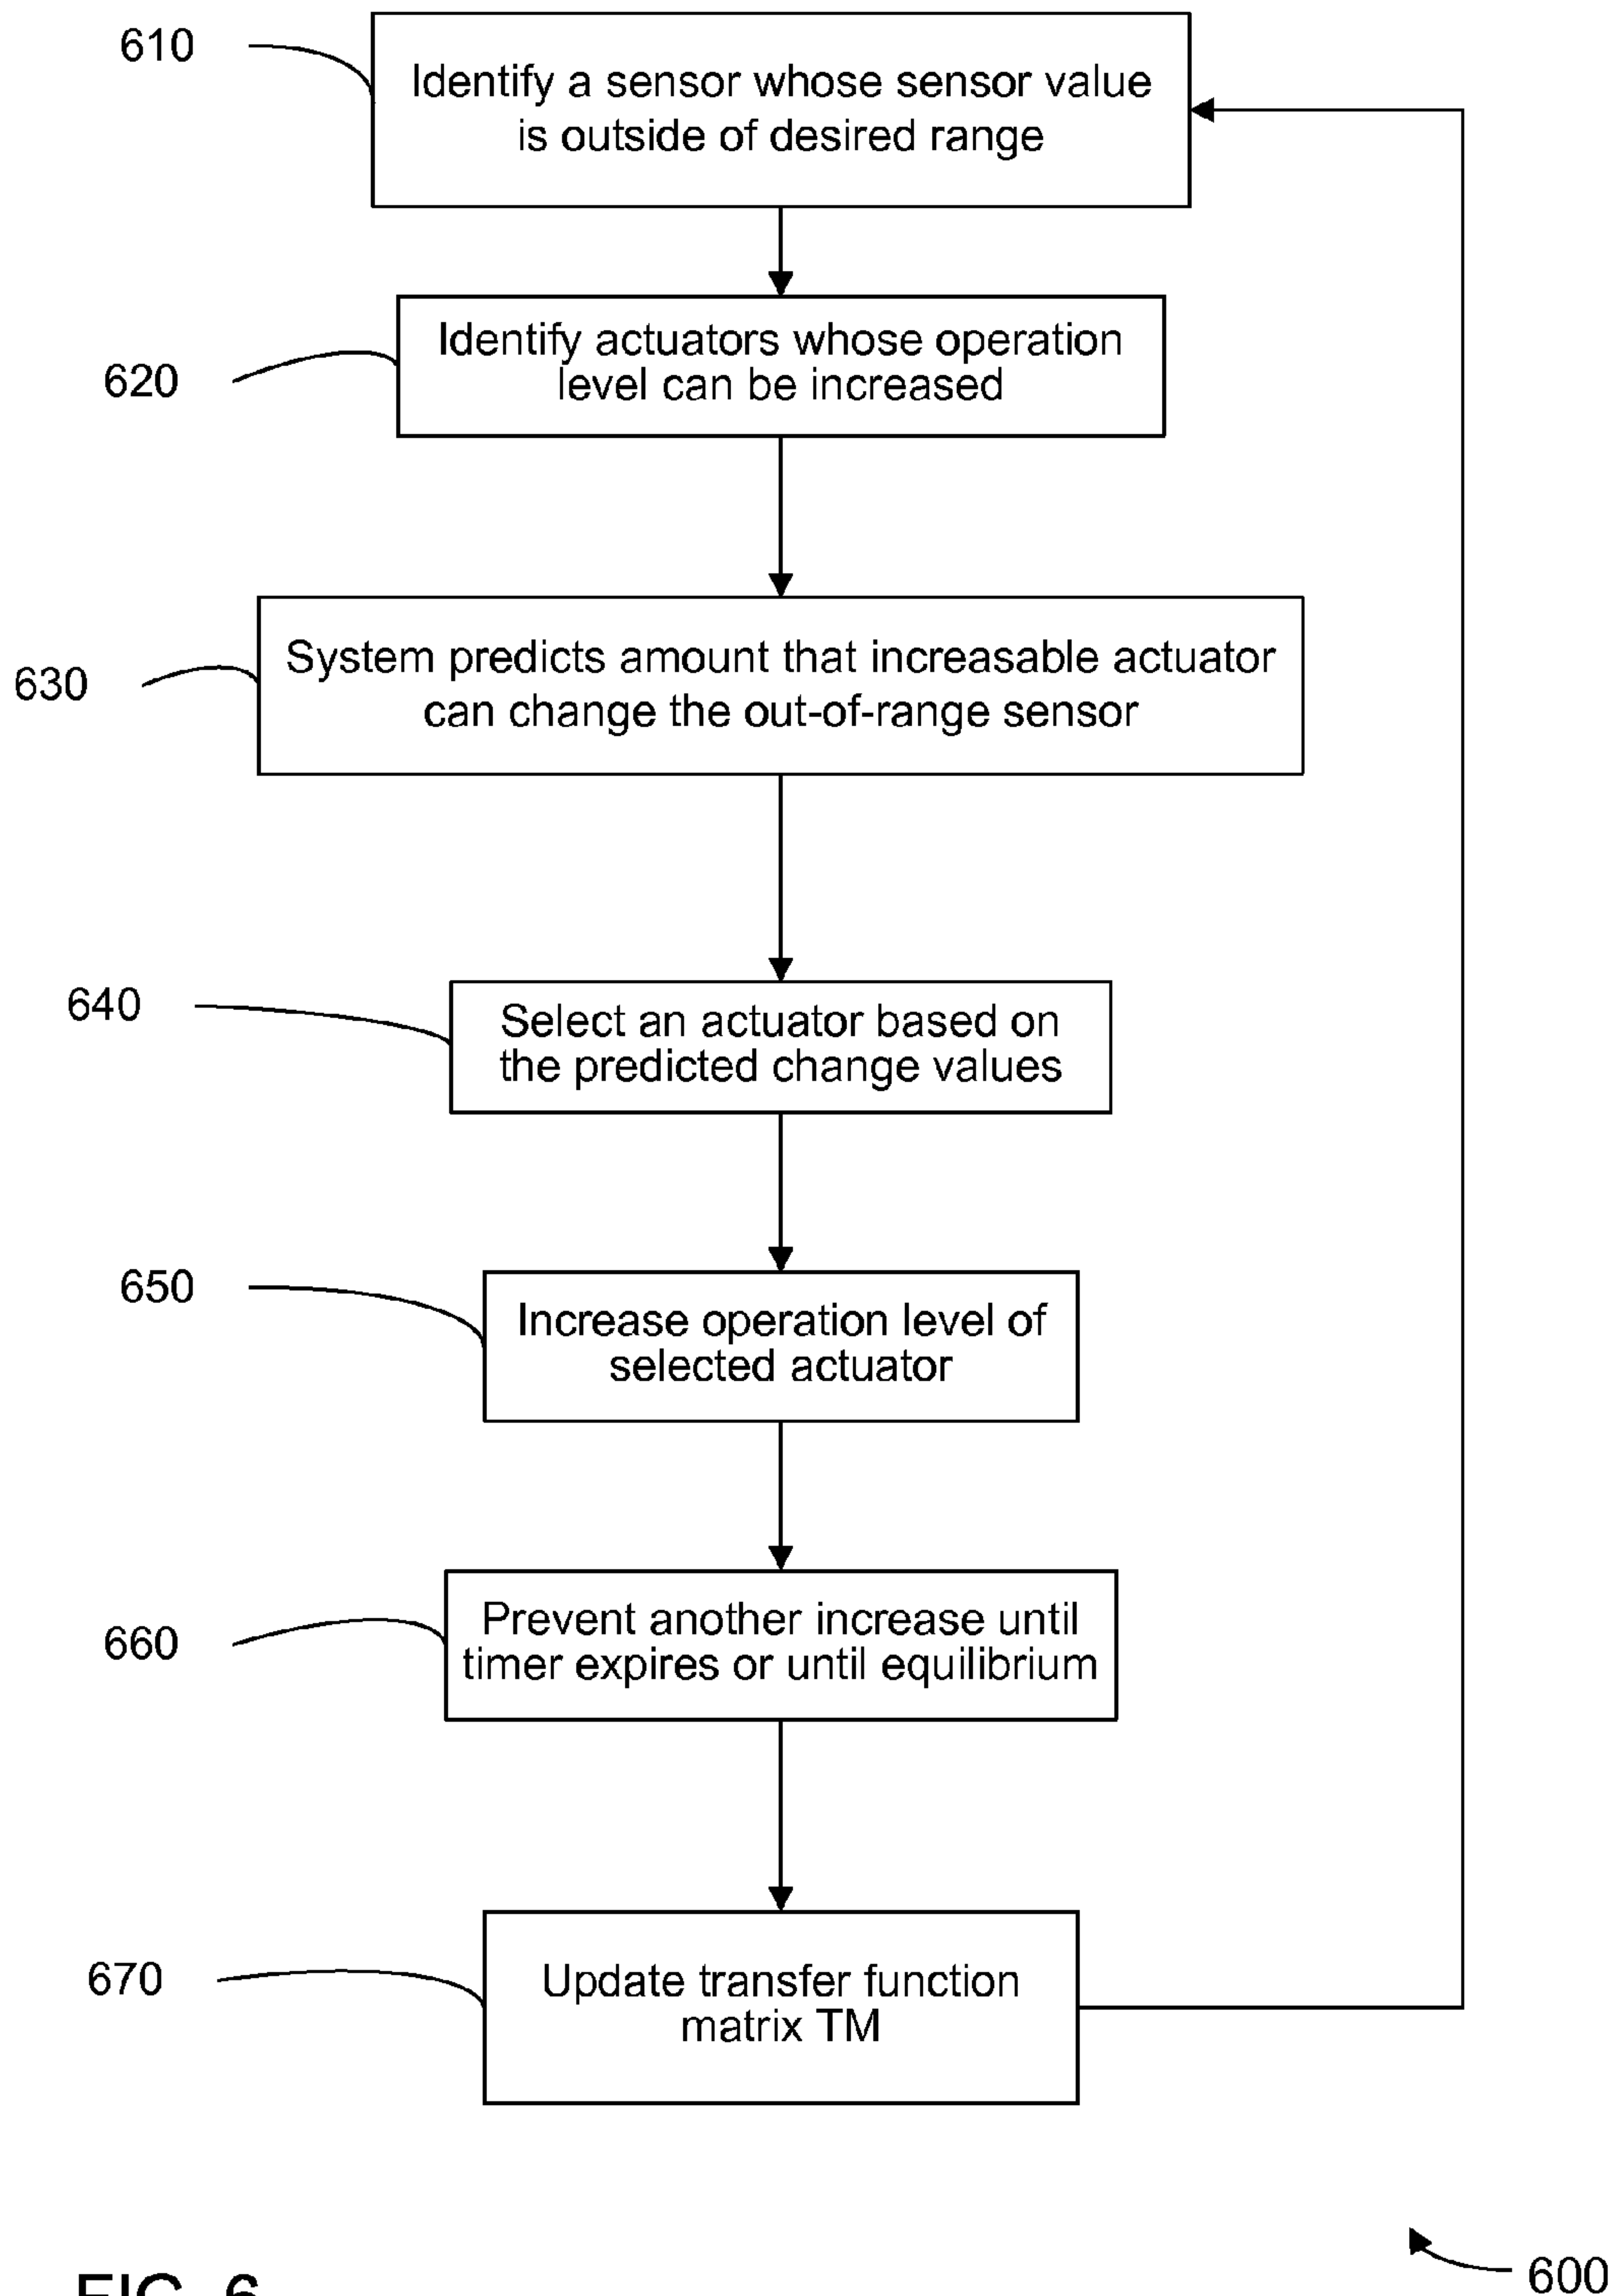 610
Identify a sensor whose sensor value
is outside of desired range
620
Identify actuators whose operation
level can be increased
630
System predicts amount that increasable actuator
can change the out-of-range sensor
640
Select an actuator based on
the predicted change values
650
Increase operation level of
selected actuator
660
Prevent another increase until
timer expires or until equilibrium
670
Update transfer function
matrix TM
600
FIG. 6